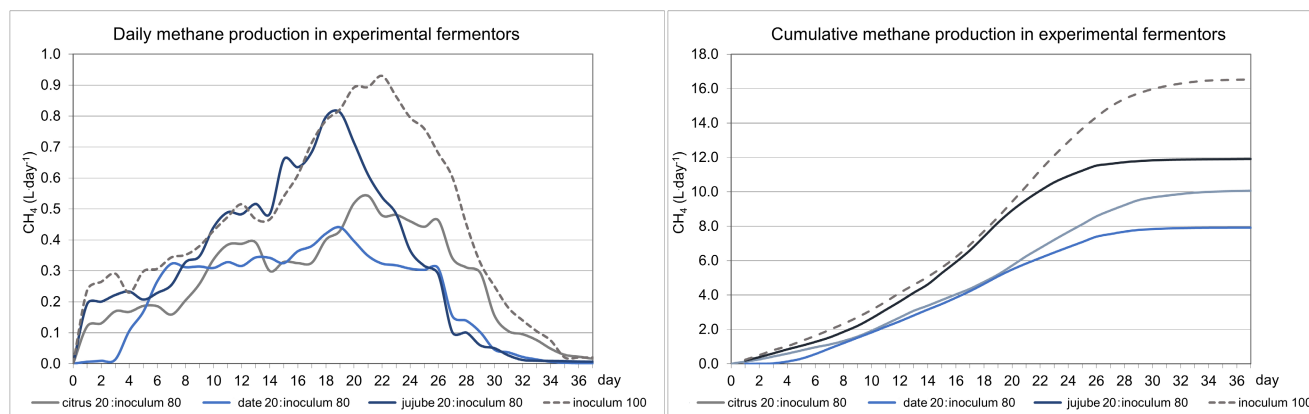 Daily methane production in experimental fermentors
1.0
0.9
0.8
0.7
0.6
0.5
0.4
0.3
0.2
0.1
0.0
CH₄ (L·day⁻¹)
0 2 4 6 8 10 12 14 16 18 20 22 24 26 28 30 32 34 36 day
citrus 20:inoculum 80 date 20:inoculum 80 jujube 20:inoculum 80 inoculum 100
Cumulative methane production in experimental fermentors
18.0
16.0
14.0
12.0
10.0
8.0
6.0
4.0
2.0
0.0
CH₄ (L·day⁻¹)
0 2 4 6 8 10 12 14 16 18 20 22 24 26 28 30 32 34 36 day
citrus 20:inoculum 80 date 20:inoculum 80 jujube 20:inoculum 80 inoculum 100